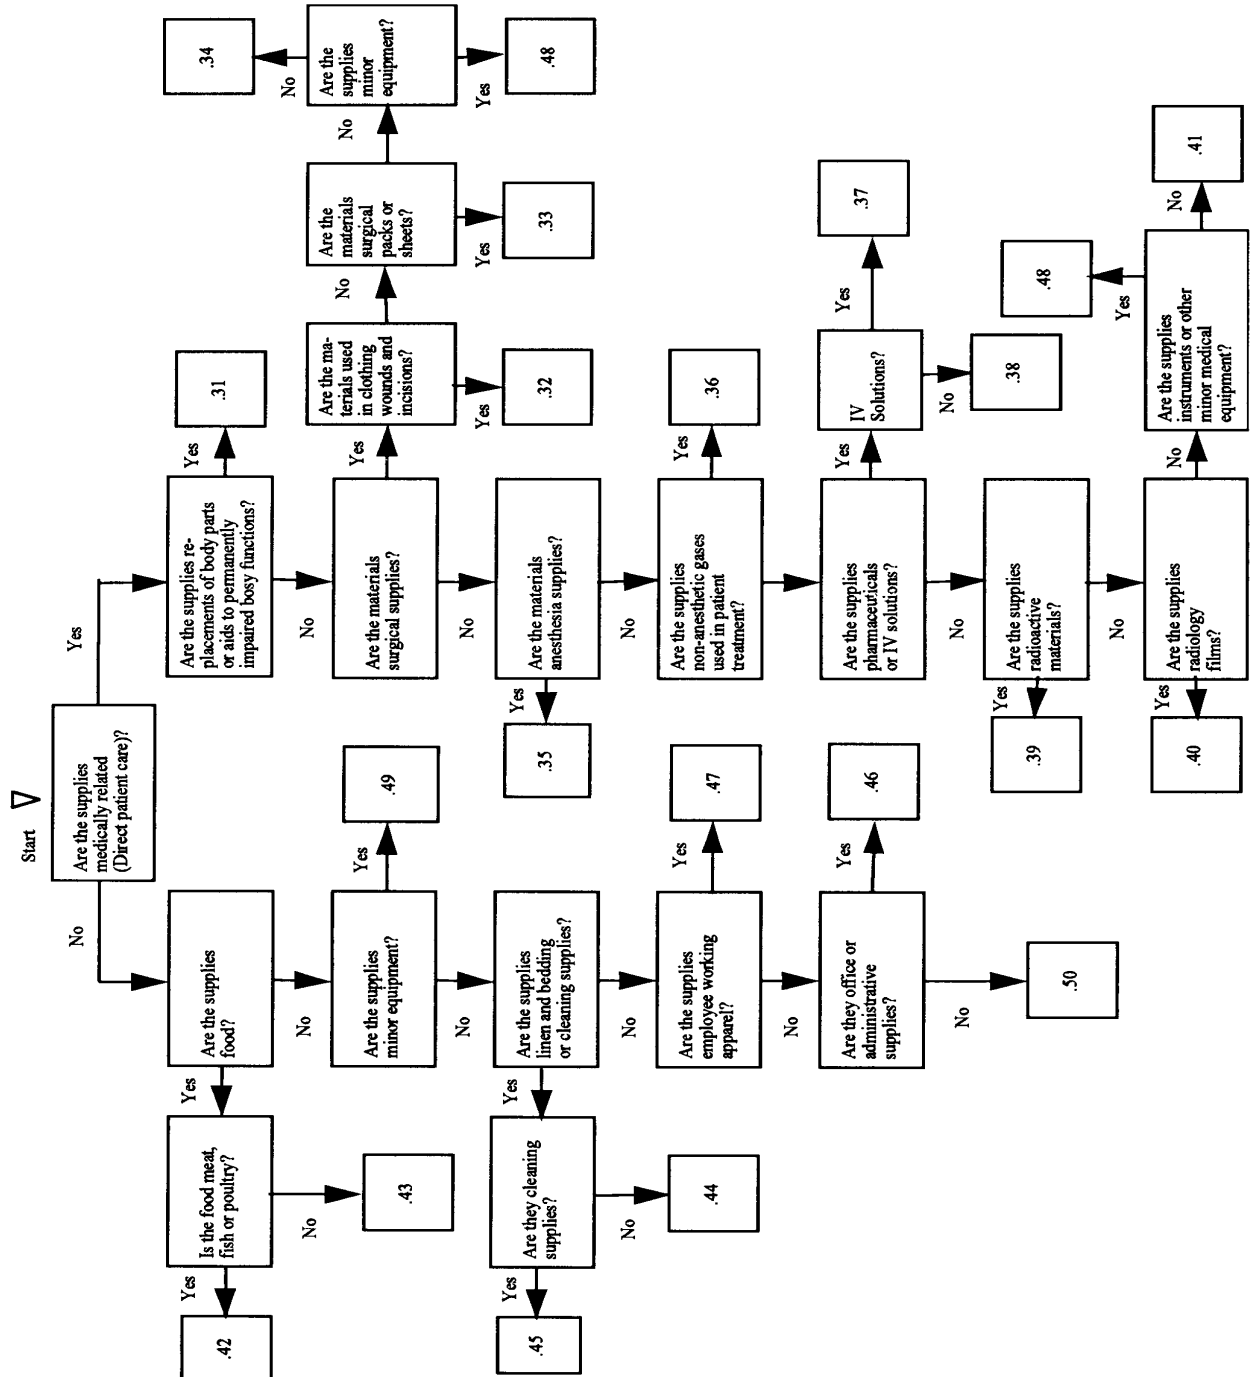 Start
Are the supplies
medically related
(Direct patient care)?
No
Yes
Are the supplies
food?
Yes
Is the food meat,
fish or poultry?
Yes
.42
No
.43
No
Are the supplies
minor equipment?
Yes
.49
No
Are the supplies
linen and bedding
or cleaning supplies?
Yes
Are they cleaning
supplies?
Yes
.45
No
.44
No
Are the supplies
employee working
apparel?
Yes
.47
No
Are they office or
administrative
supplies?
Yes
.46
No
.50
Are the supplies re-
placements of body parts
or aids to permanently
impaired bosy functions?
Yes
.31
No
Are the materials
surgical supplies?
Yes
Are the ma-
terials used
in clothing
wounds and
incisions?
Yes
.32
No
Are the
materials
surgical
packs or
sheets?
Yes
.33
No
Are the
supplies
minor
equipment?
No
.34
Yes
.48
No
Are the materials
anesthesia supplies?
Yes
.35
No
Are the supplies
non-anesthetic gases
used in patient
treatment?
Yes
.36
No
Are the supplies
pharmaceuticals
or IV solutions?
Yes
IV
Solutions?
Yes
.37
No
.38
No
Are the supplies
radioactive
materials?
Yes
.39
No
Are the supplies
radiology
films?
Yes
.40
No
Are the supplies
instruments or other
minor medical
equipment?
Yes
.48
No
.41